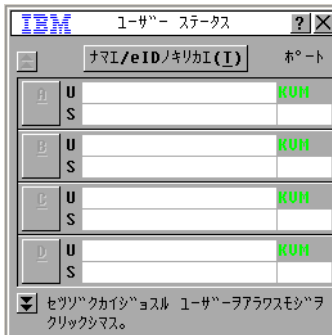 IBM ユーザー ステータス ? X
ナマエ/eIDノキリカエ(T) ポート
A U KVM
S
B U KVM
S
C U KVM
S
D U KVM
S
セツゾクカイジョスル ユーザーヲアラワスモジヲ
クリックシマス。